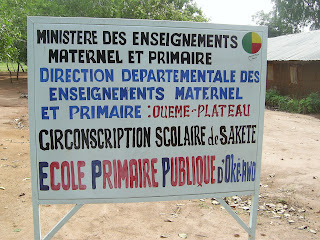 MINISTERE DES ENSEIGNEMENTS
MATERNEL ET PRIMAIRE
DIRECTION DEPARTEMENTALE DES
ENSEIGNEMENTS MATERNEL
ET PRIMAIRE : OUEME-PLATEAU
CIRCONSCRIPTION SCOLAIRE de SAKETE
ECOLE PRIMAIRE PUBLIQUE d'Oké-AWO